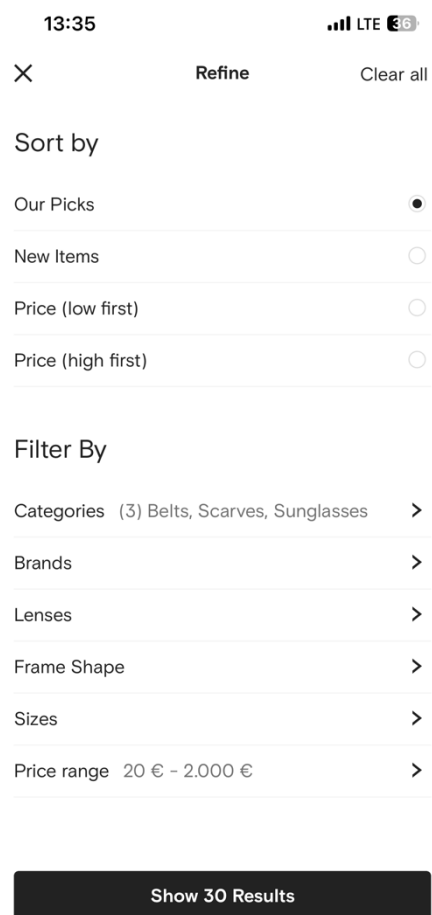 13:35 LTE 36
Refine Clear all
Sort by
Our Picks
New Items
Price (low first)
Price (high first)
Filter By
Categories (3) Belts, Scarves, Sunglasses
Brands
Lenses
Frame Shape
Sizes
Price range 20 € - 2.000 €
Show 30 Results